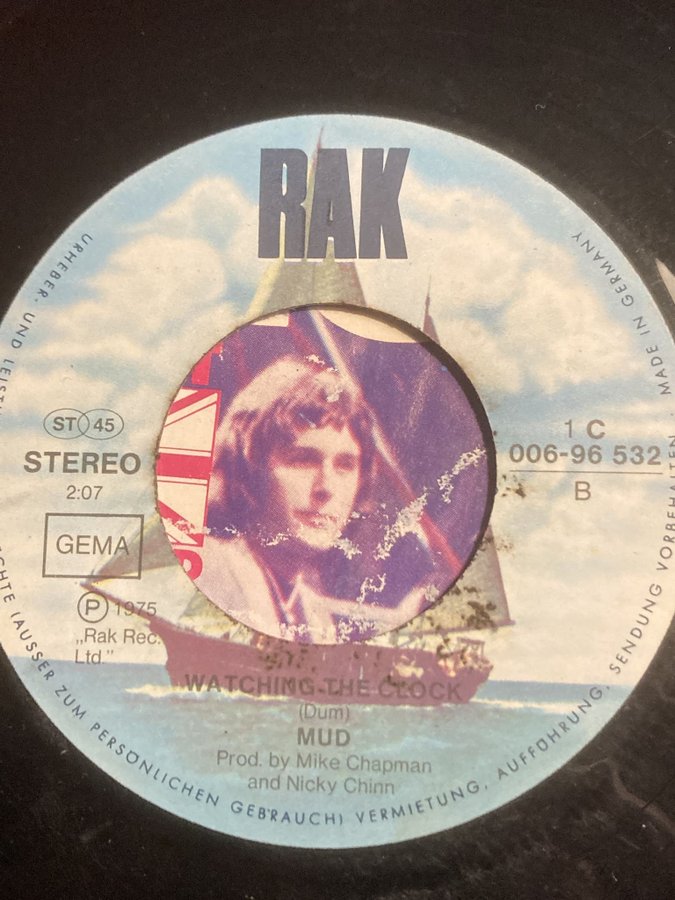 RAK
ST 45
STEREO
2:07
GEMA
℗ 1975
„Rak Rec.
Ltd."
1 C
006-96 532
B
WATCHING THE CLOCK
(Dum)
MUD
Prod. by Mike Chapman
and Nicky Chinn
MADE IN GERMANY
URHEBER- UND
ZUM PERSÖNLICHEN GEBRAUCH) VERMIETUNG, AUFFÜHRUNG, SENDUNG VORBEHALTEN
(AUSSER